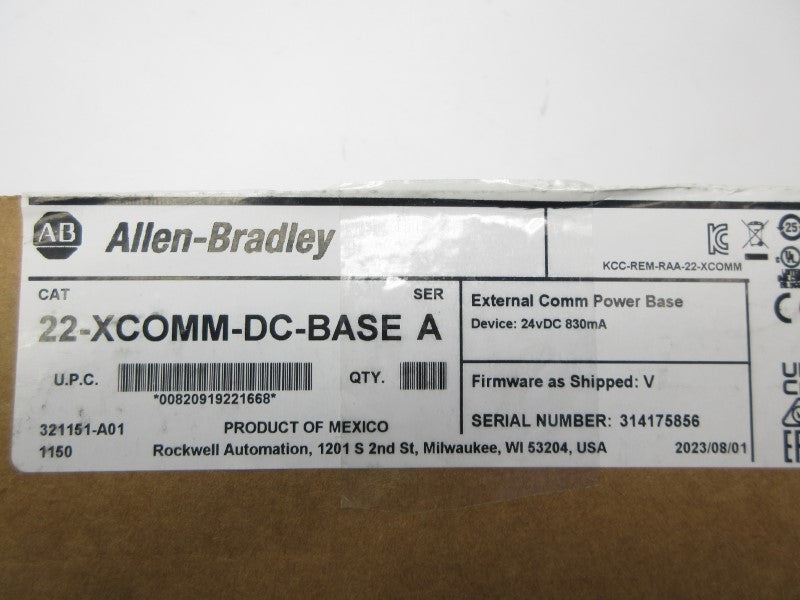 AB Allen-Bradley
KCC-REM-RAA-22-XCOMM
25
CAT SER
22-XCOMM-DC-BASE A
External Comm Power Base
Device: 24vDC 830mA
U.P.C. QTY.
*00820919221668*
Firmware as Shipped: V
321151-A01 PRODUCT OF MEXICO
SERIAL NUMBER: 314175856
1150 Rockwell Automation, 1201 S 2nd St, Milwaukee, WI 53204, USA
2023/08/01